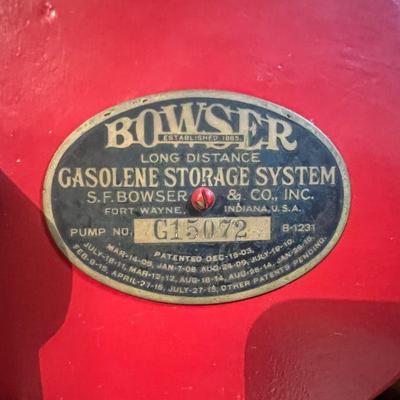 BOWSER
ESTABLISHED 1885.
LONG DISTANCE
GASOLENE STORAGE SYSTEM
S.F. BOWSER & CO., INC.
FORT WAYNE, INDIANA, U.S.A.
PUMP NO. G15072 B-1231
PATENTED DEC-15-03,
MAR-14-05, JAN-7-08, AUG-24-09, JULY-19-10,
JULY-18-11, MAR-12-12, AUG-18-14, AUG-25-14, JAN-26-15,
FEB-9-15, APRIL-27-15, JULY-27-15, OTHER PATENTS PENDING.